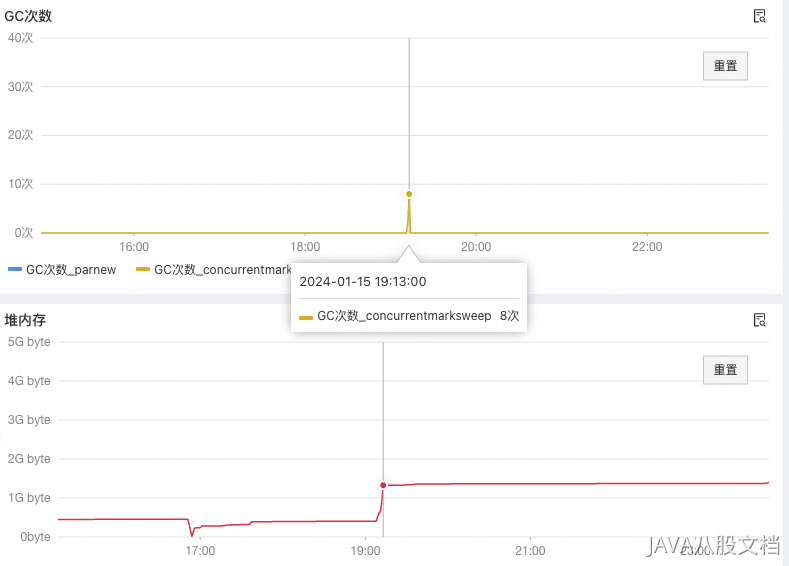 GC次数
40次
重置
30次
20次
10次
0次
16:00
18:00
20:00
22:00
GC次数_parnew
GC次数_concurrentmark
2024-01-15 19:13:00
GC次数_concurrentmarksweep 8次
堆内存
5G byte
重置
4G byte
3G byte
2G byte
1G byte
0byte
17:00
19:00
21:00
23:00
JAVA八股文档